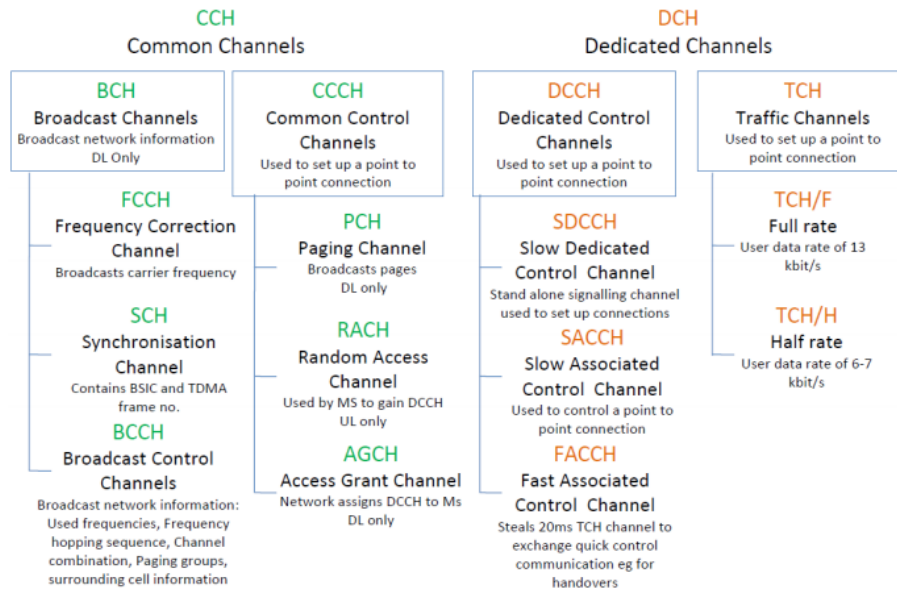 CCH
Common Channels
DCH
Dedicated Channels
BCH
Broadcast Channels
Broadcast network information
DL Only
FCCH
Frequency Correction
Channel
Broadcasts carrier frequency
SCH
Synchronisation
Channel
Contains BSIC and TDMA
frame no.
BCCH
Broadcast Control
Channels
Broadcast network information:
Used frequencies, Frequency
hopping sequence, Channel
combination, Paging groups,
surrounding cell information
CCCH
Common Control
Channels
Used to set up a point to
point connection
PCH
Paging Channel
Broadcasts pages
DL only
RACH
Random Access
Channel
Used by MS to gain DCCH
UL only
AGCH
Access Grant Channel
Network assigns DCCH to Ms
DL only
DCCH
Dedicated Control
Channels
Used to set up a point to
point connection
SDCCH
Slow Dedicated
Control Channel
Stand alone signalling channel
used to set up connections
SACCH
Slow Associated
Control Channel
Used to control a point to
point connection
FACCH
Fast Associated
Control Channel
Steals 20ms TCH channel to
exchange quick control
communication eg for
handovers
TCH
Traffic Channels
Used to set up a point to
point connection
TCH/F
Full rate
User data rate of 13
kbit/s
TCH/H
Half rate
User data rate of 6-7
kbit/s